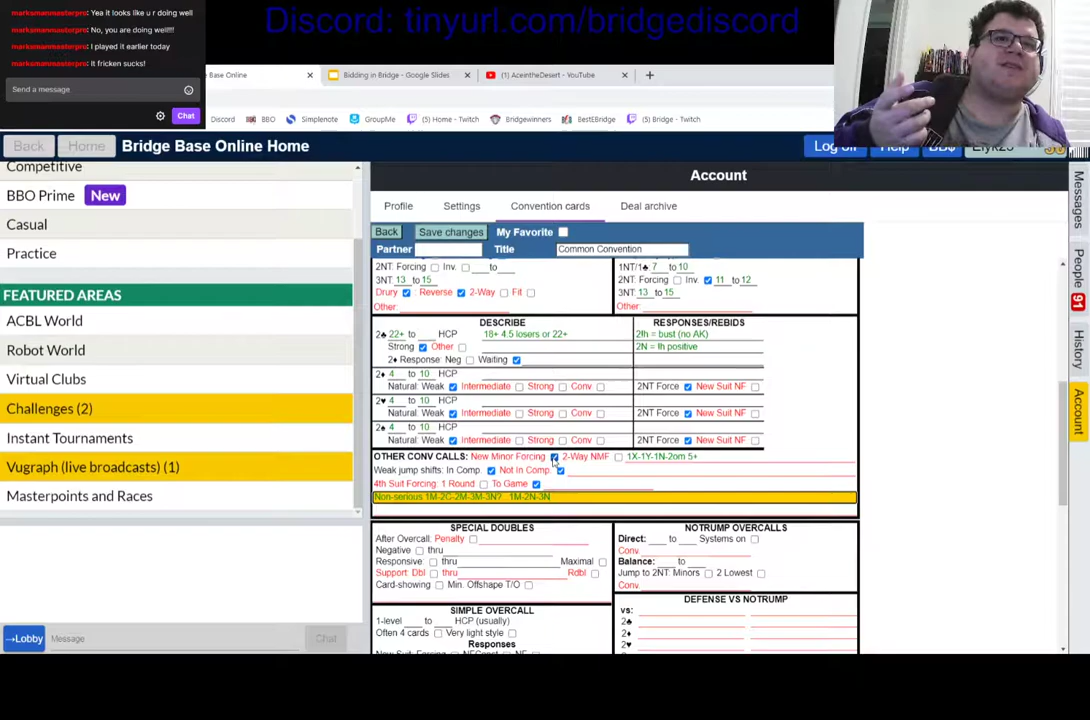 marksmanmasterpro: Yea it looks like u r doing well
marksmanmasterpro: No, you are doing well!!!
marksmanmasterpro: I played it earlier today
marksmanmasterpro: It fricken sucks!
Send a message
Chat
Discord: tinyurl.com/bridgediscord
Base Online
Bidding in Bridge - Google Slides
AceintheDesert - YouTube
Discord
BBO
Simplenote
GroupMe
(5) Home - Twitch
Bridgewinners
BestEBridge
(5) Bridge - Twitch
Back
Home
Bridge Base Online Home
Log off
Help
BB$
Competitive
BBO Prime New
Casual
Practice
FEATURED AREAS
ACBL World
Robot World
Virtual Clubs
Challenges (2)
Instant Tournaments
Vugraph (live broadcasts) (1)
Masterpoints and Races
→Lobby
Message
Chat
Account
Profile
Settings
Convention cards
Deal archive
Back
Save changes
My Favorite
Partner
Title
Common Convention
2NT: Forcing Inv. to
3NT: 13 to 15
Drury Reverse 2-Way Fit
Other:
1NT/1♣ 7 to 10
2NT: Forcing Inv. 11 to 12
3NT: 13 to 15
Other:
DESCRIBE
RESPONSES/REBIDS
2♣ 22+ to HCP 18+ 4.5 losers or 22+
2h = bust (no AK)
Strong Other
2N = h positive
2♦ Response: Neg Waiting
2♦ 4 to 10 HCP
Natural: Weak Intermediate Strong Conv
2NT Force New Suit NF
2♥ 4 to 10 HCP
Natural: Weak Intermediate Strong Conv
2NT Force New Suit NF
2♠ 4 to 10 HCP
Natural: Weak Intermediate Strong Conv
2NT Force New Suit NF
OTHER CONV CALLS: New Minor Forcing 2-Way NMF 1X-1Y-1N-2om 5+
Weak jump shifts: In Comp. Not In Comp.
4th Suit Forcing: 1 Round To Game
Non-serious 1M-2C-2M-3M-3N? 1M-2N-3N
SPECIAL DOUBLES
After Overcall: Penalty
Negative thru
Responsive: thru Maximal
Support: Dbl thru Rdbl
Card-showing Min. Offshape T/O
SIMPLE OVERCALL
1-level to HCP (usually)
Often 4 cards Very light style
Responses
NOTRUMP OVERCALLS
Direct: to Systems on
Conv.
Balance: to
Jump to 2NT: Minors 2 Lowest
Conv.
DEFENSE VS NOTRUMP
vs:
2♣
2♦
2♥
Messages
People 91
History
Account